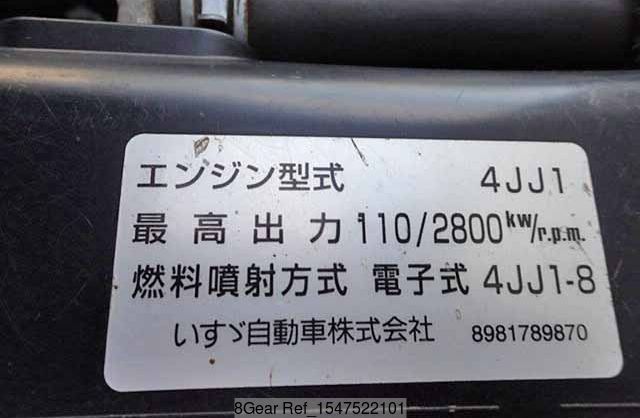 エンジン型式 4JJ1
最高出力 110/2800 kw/r.p.m.
燃料噴射方式 電子式 4JJ1-8
いすゞ自動車株式会社 8981789870
8Gear Ref_1547522101